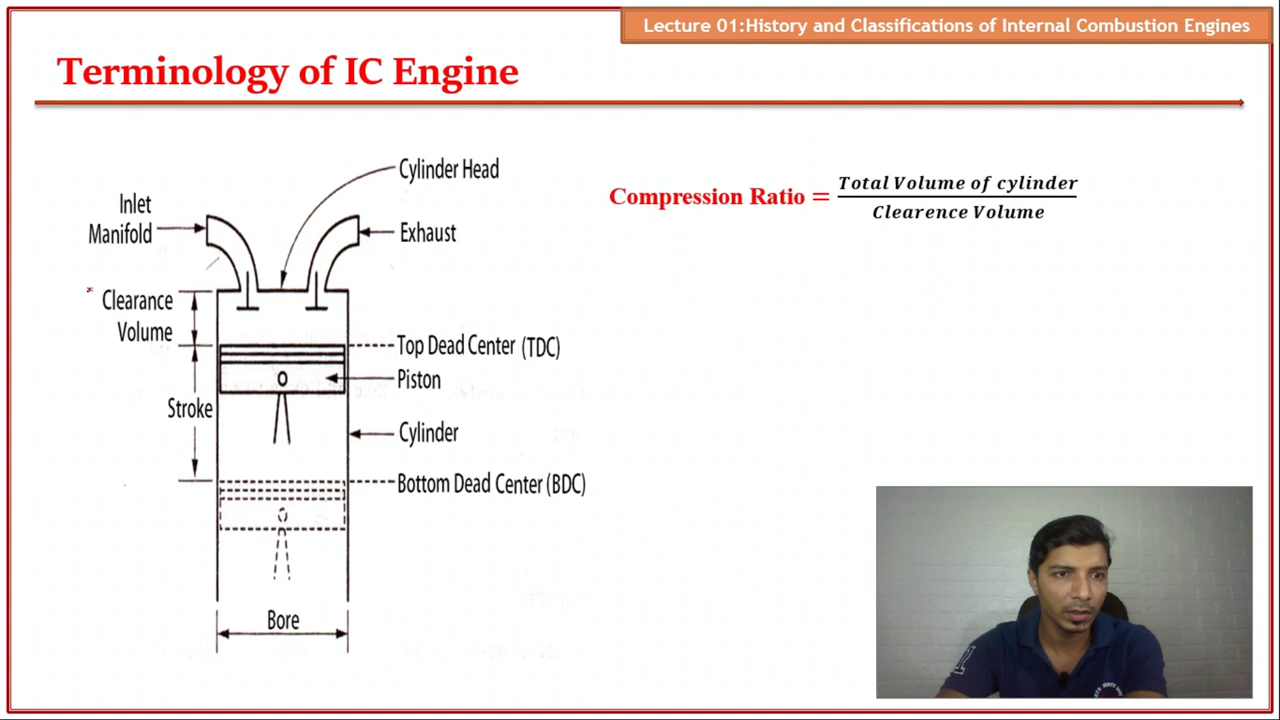 Lecture 01:History and Classifications of Internal Combustion Engines
Terminology of IC Engine
Cylinder Head
Inlet
Manifold
Exhaust
Clearance
Volume
Top Dead Center (TDC)
Piston
Stroke
Cylinder
Bottom Dead Center (BDC)
Bore
Compression Ratio = Total Volume of cylinder
Clearence Volume